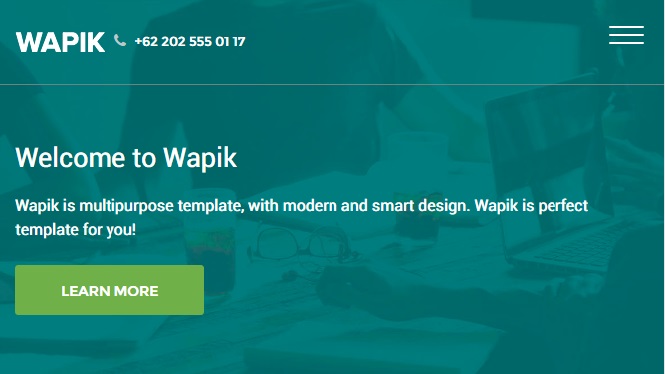 WAPIK +62 202 555 01 17
Welcome to Wapik
Wapik is multipurpose template, with modern and smart design. Wapik is perfect
template for you!
LEARN MORE